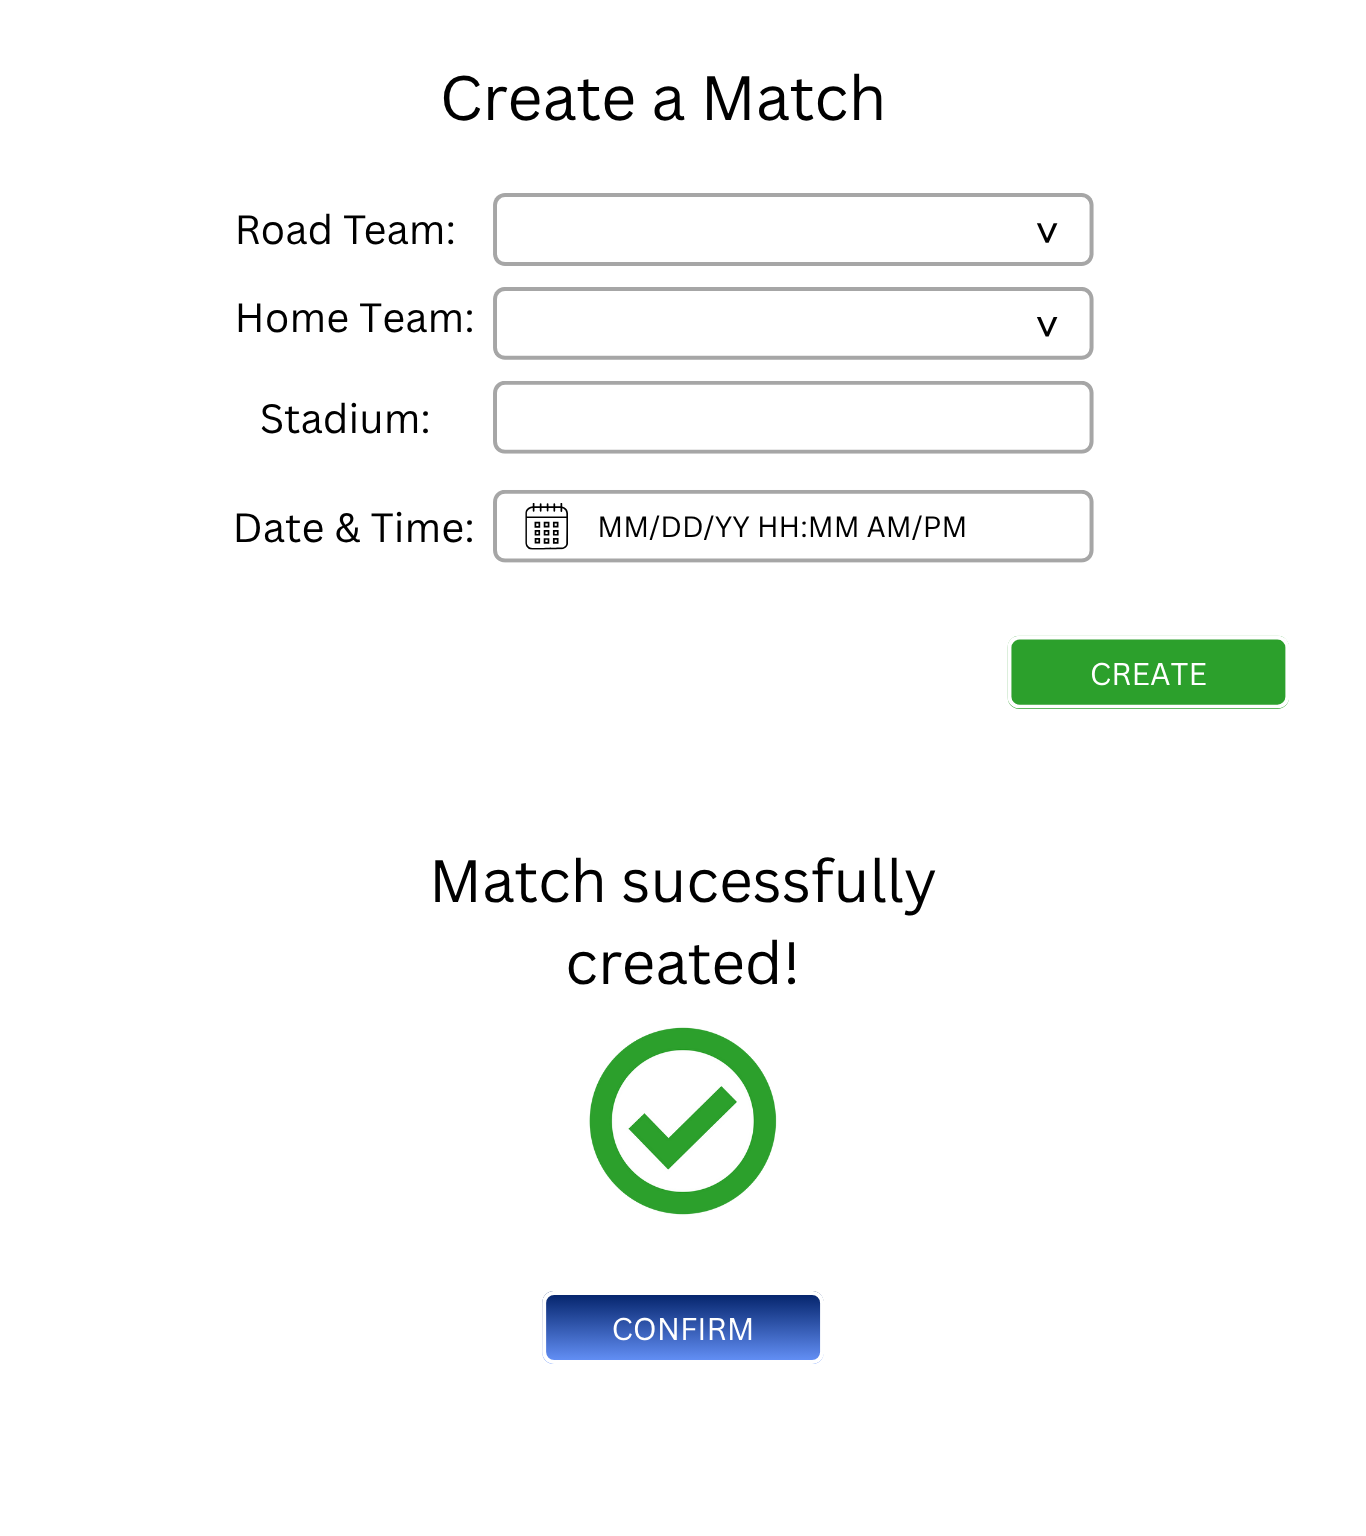 Create a Match
Road Team:
v
Home Team:
v
Stadium:
Date & Time:
MM/DD/YY HH:MM AM/PM
CREATE
Match sucessfully
created!
CONFIRM